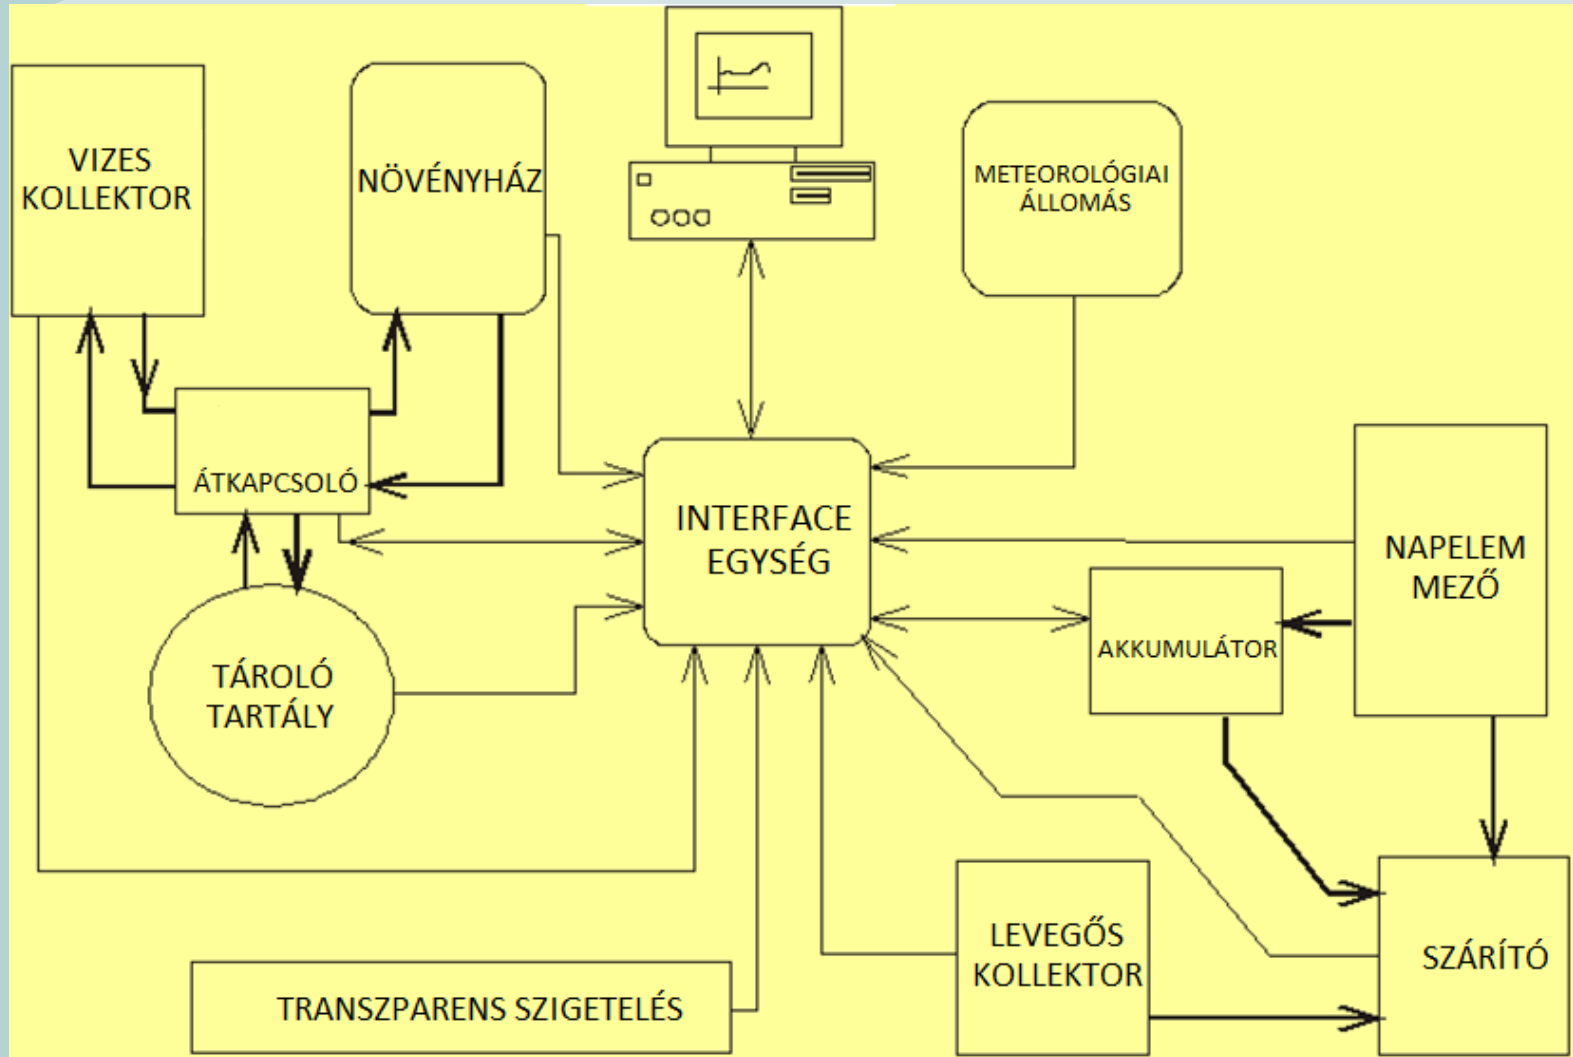 VIZES
KOLLEKTOR
NÖVÉNYHÁZ
METEOROLÓGIAI
ÁLLOMÁS
ÁTKAPCSOLÓ
INTERFACE
EGYSÉG
NAPELEM
MEZŐ
AKKUMULÁTOR
TÁROLÓ
TARTÁLY
LEVEGŐS
KOLLEKTOR
SZÁRÍTÓ
TRANSZPARENS SZIGETELÉS